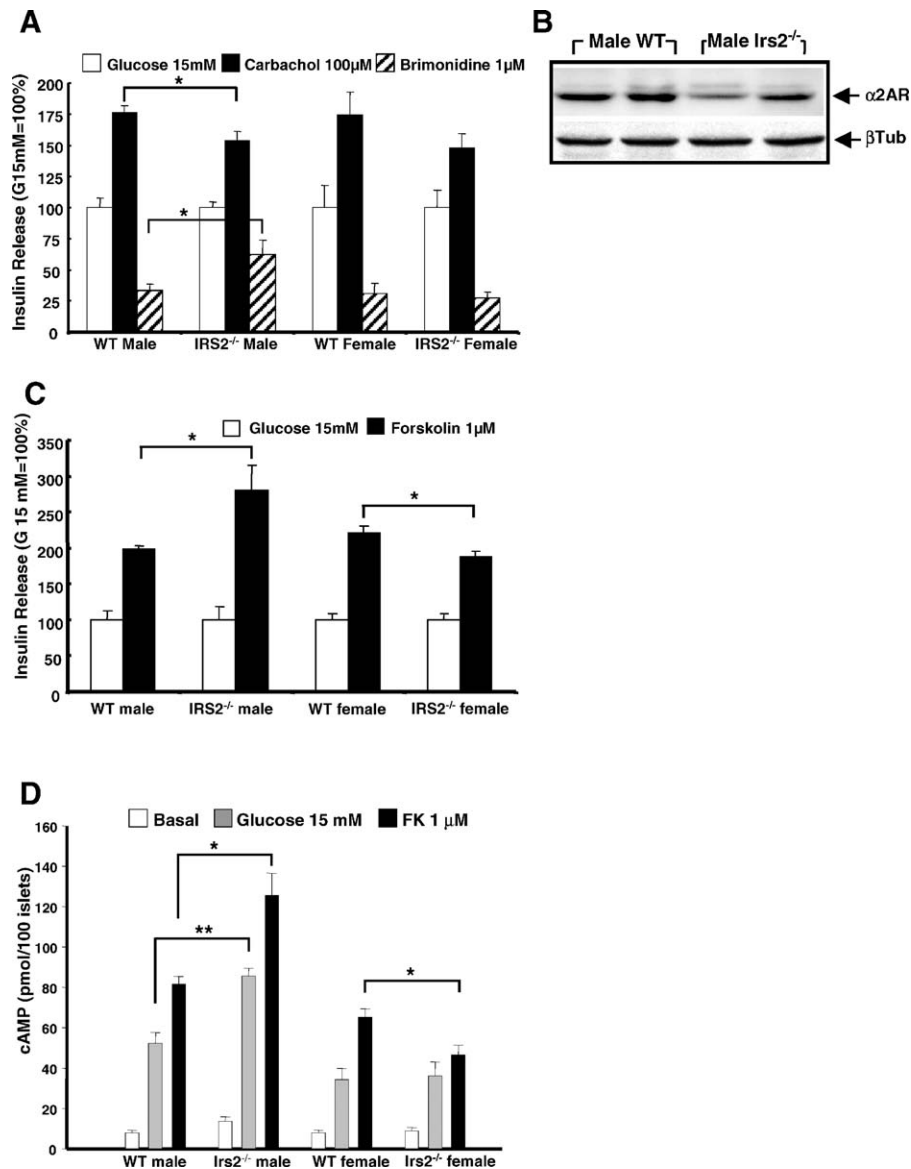 A
Glucose 15mM Carbachol 100µM Brimonidine 1µM
Insulin Release (G15mM=100%)
200
175
150
125
100
75
50
25
0
*
*
WT Male IRS2-/- Male WT Female IRS2-/- Female
B
Male WT Male Irs2-/-
α2AR
βTub
C
Glucose 15mM Forskolin 1µM
Insulin Release (G 15 mM=100%)
350
300
250
200
150
100
50
0
*
*
WT male IRS2-/- male WT female IRS2-/- female
D
Basal Glucose 15 mM FK 1 µM
cAMP (pmol/100 islets)
160
140
120
100
80
60
40
20
0
*
**
*
WT male Irs2-/- male WT female Irs2-/- female